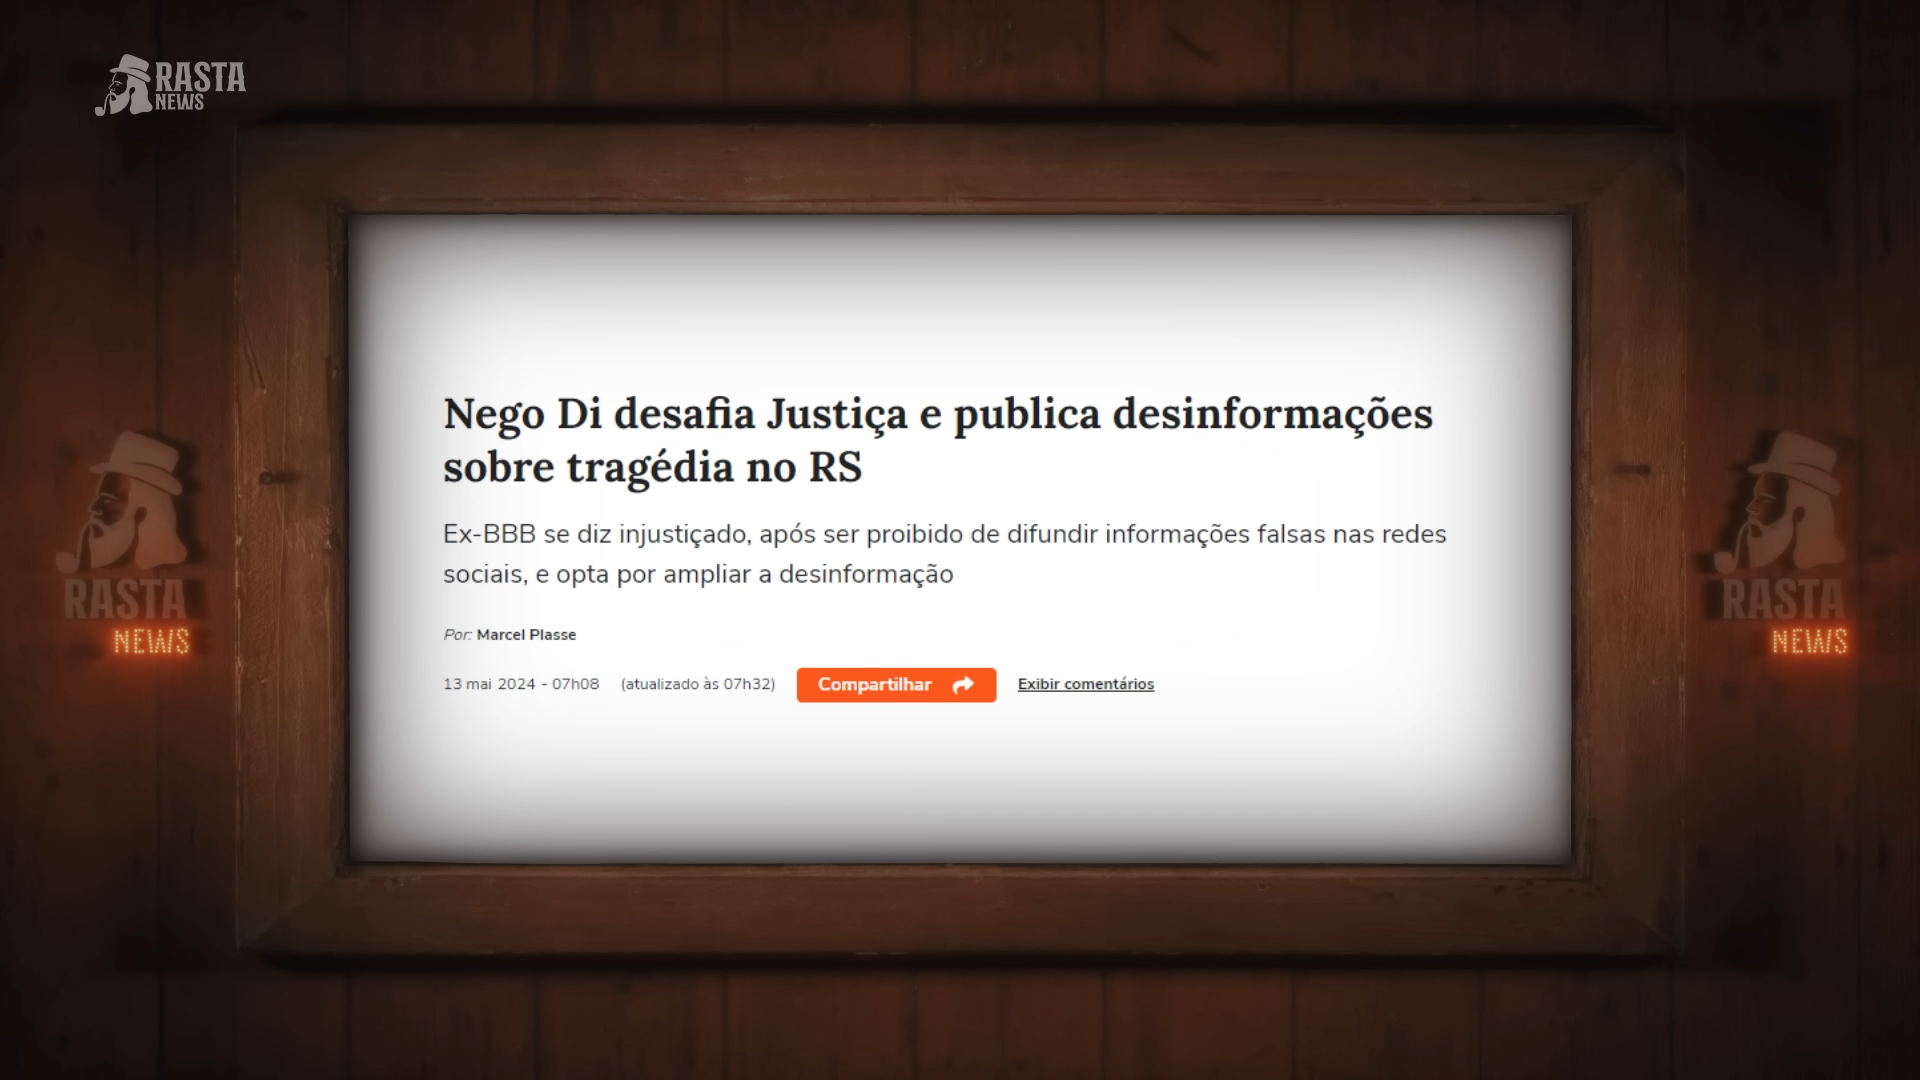 RASTA
NEWS
Nego Di desafia Justiça e publica desinformações
sobre tragédia no RS
Ex-BBB se diz injustiçado, após ser proibido de difundir informações falsas nas redes
sociais, e opta por ampliar a desinformação
Por: Marcel Plasse
13 mai 2024 - 07h08 (atualizado às 07h32) Compartilhar Exibir comentários
RASTA
NEWS
RASTA
NEWS